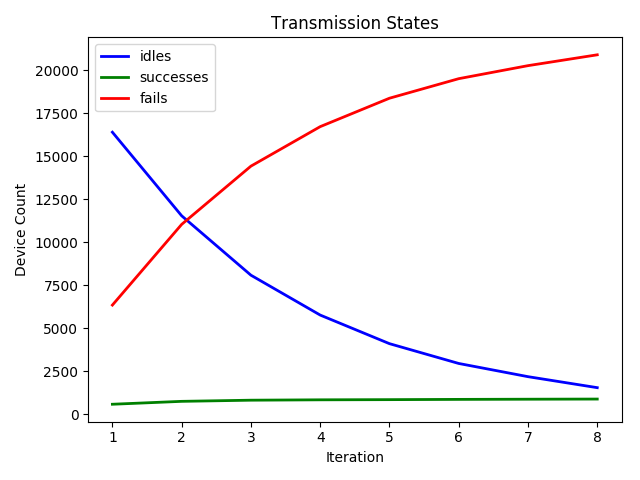 Transmission States
idles
successes
fails
Device Count
20000
17500
15000
12500
10000
7500
5000
2500
0
1 2 3 4 5 6 7 8
Iteration